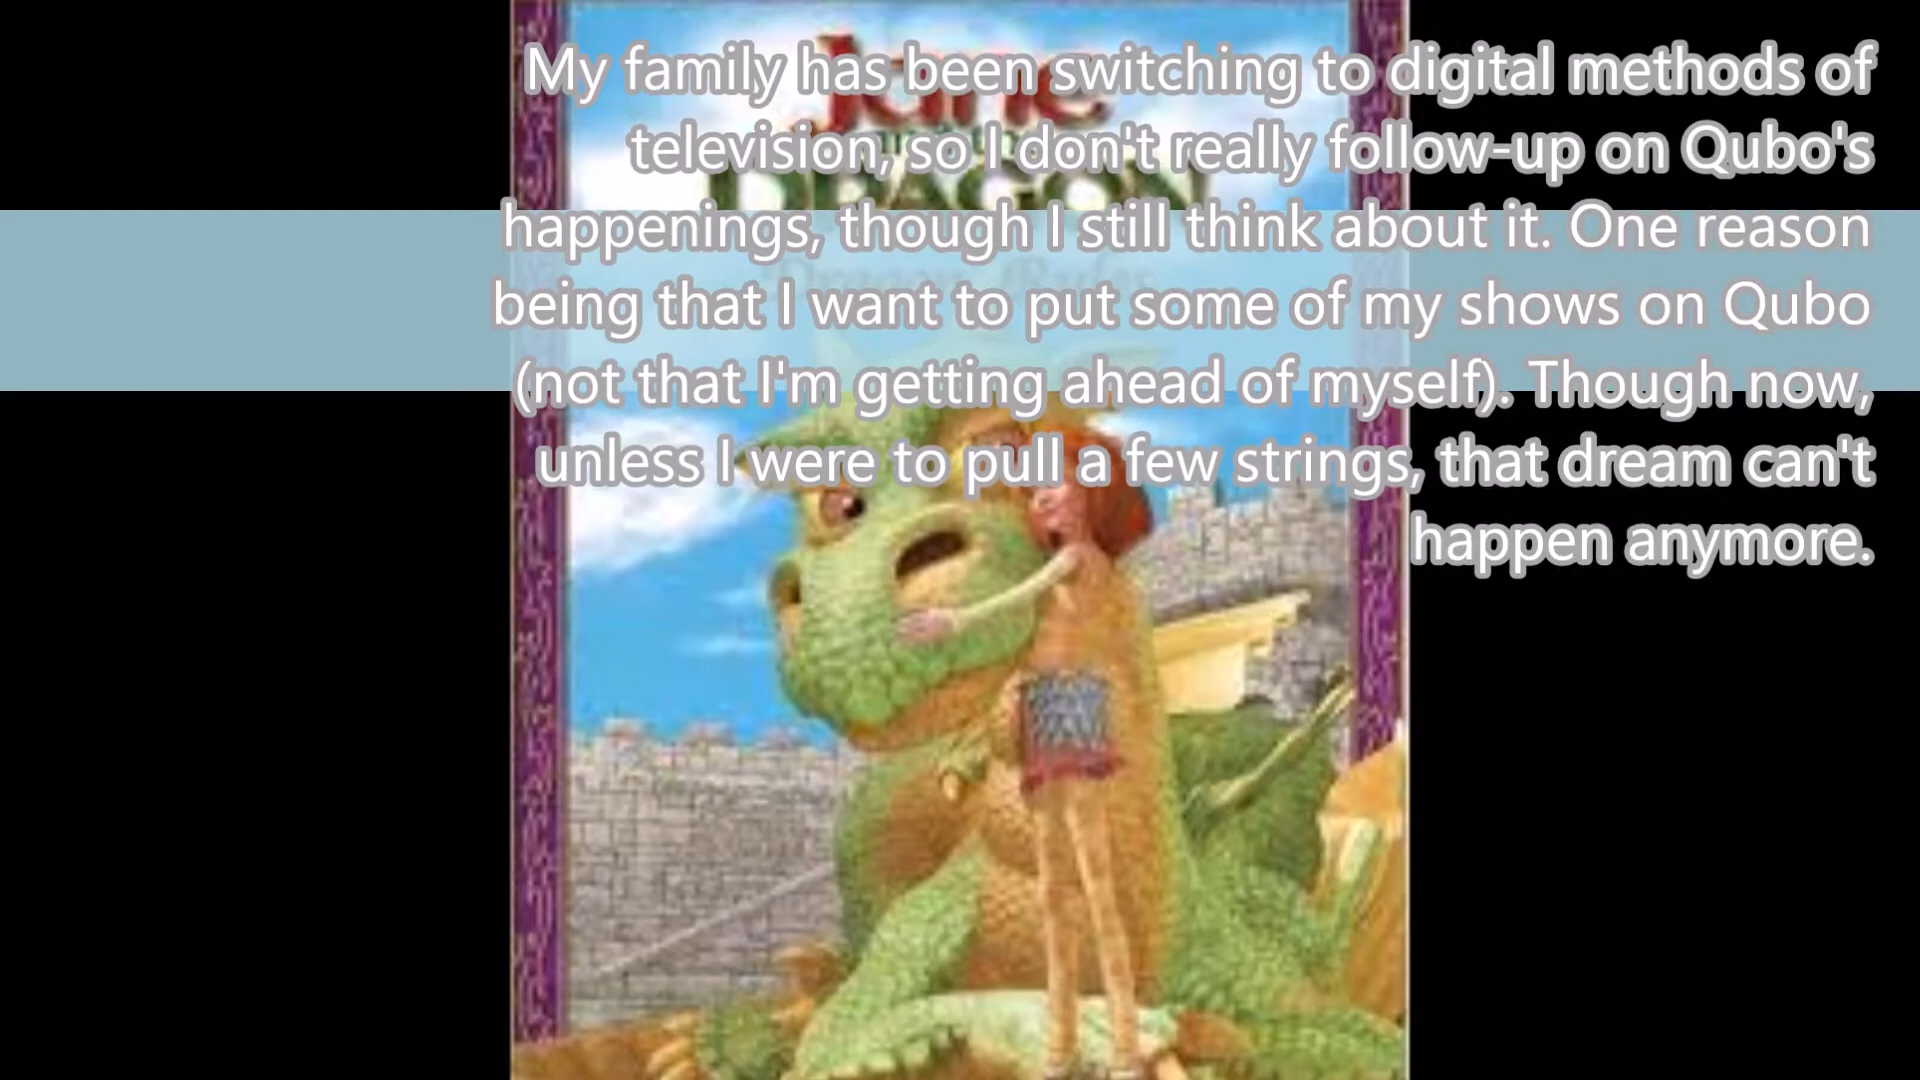 My family has been switching to digital methods of
television, so I don't really follow-up on Qubo's
happenings, though I still think about it. One reason
being that I want to put some of my shows on Qubo
(not that I'm getting ahead of myself). Though now,
unless I were to pull a few strings, that dream can't
happen anymore.
Jane
DRAGON